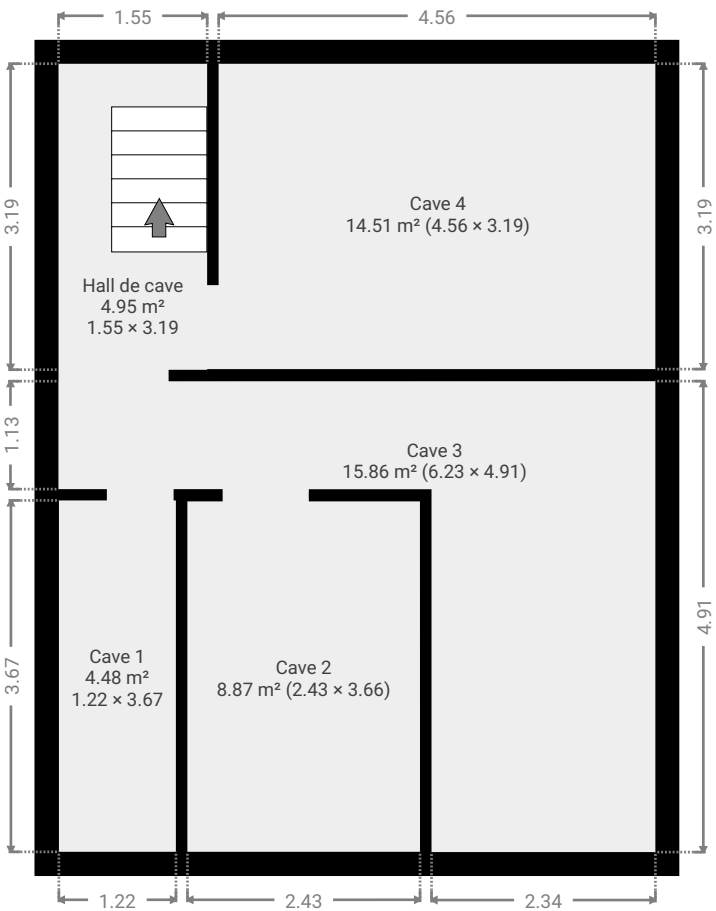 1.55
4.56
3.19
3.19
Cave 4
14.51 m² (4.56 × 3.19)
Hall de cave
4.95 m²
1.55 × 3.19
1.13
Cave 3
15.86 m² (6.23 × 4.91)
4.91
3.67
Cave 1
4.48 m²
1.22 × 3.67
Cave 2
8.87 m² (2.43 × 3.66)
1.22
2.43
2.34